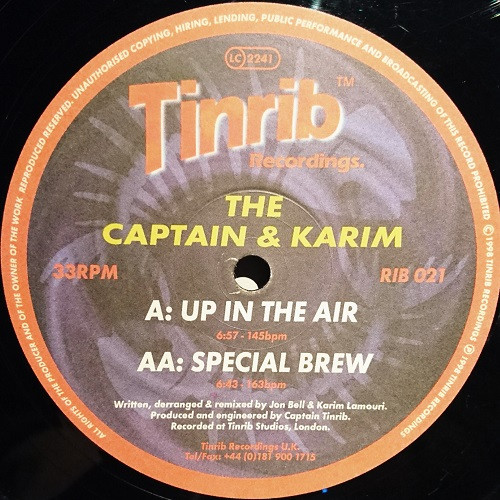 ALL RIGHTS OF THE PRODUCER AND OF THE OWNER OF THE WORK REPRODUCED RESERVED. UNAUTHORISED COPYING, HIRING, LENDING, PUBLIC PERFORMANCE AND BROADCASTING OF THIS RECORD PROHIBITED © 1998 TINRIB RECORDINGS ℗ 1998 TINRIB RECORDINGS
LC 2241
Tinrib™
Recordings.
THE
CAPTAIN & KARIM
33RPM
RIB 021
A: UP IN THE AIR
6:57 - 145bpm
AA: SPECIAL BREW
6:43 - 163bpm
Written, derranged & remixed by Jon Bell & Karim Lamouri.
Produced and engineered by Captain Tinrib.
Recorded at Tinrib Studios, London.
Tinrib Recordings U.K.
Tel/Fax: +44 (0)181 900 1715